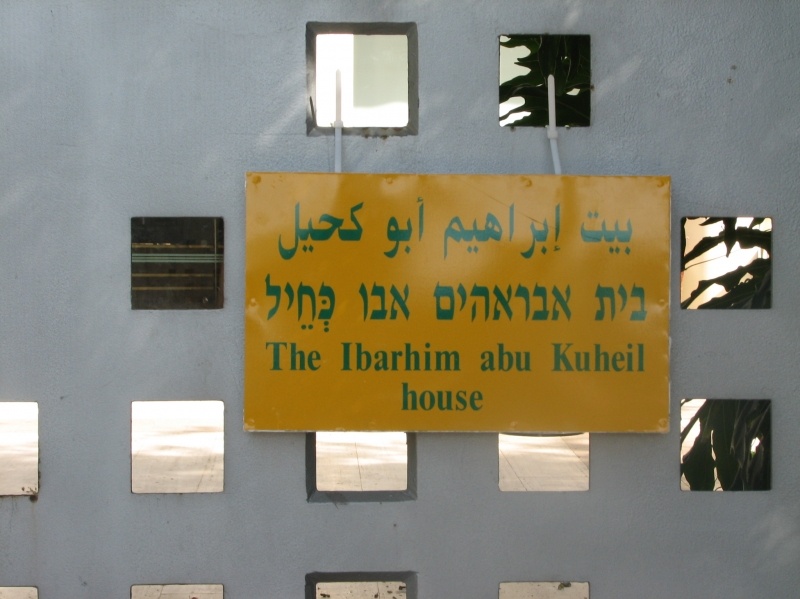 بيت إبراهيم أبو كحيل
בית אבראהים אבו כְּחֵיל
The Ibarhim abu Kuheil
house